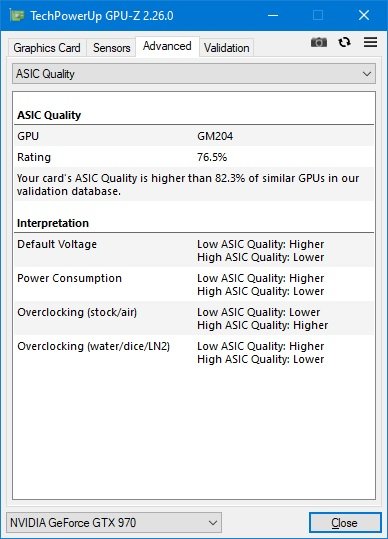 TechPowerUp GPU-Z 2.26.0
Graphics Card Sensors Advanced Validation
ASIC Quality
ASIC Quality
GPU GM204
Rating 76.5%
Your card's ASIC Quality is higher than 82.3% of similar GPUs in our
validation database.
Interpretation
Default Voltage Low ASIC Quality: Higher
High ASIC Quality: Lower
Power Consumption Low ASIC Quality: Higher
High ASIC Quality: Lower
Overclocking (stock/air) Low ASIC Quality: Lower
High ASIC Quality: Higher
Overclocking (water/dice/LN2) Low ASIC Quality: Higher
High ASIC Quality: Lower
NVIDIA GeForce GTX 970 Close